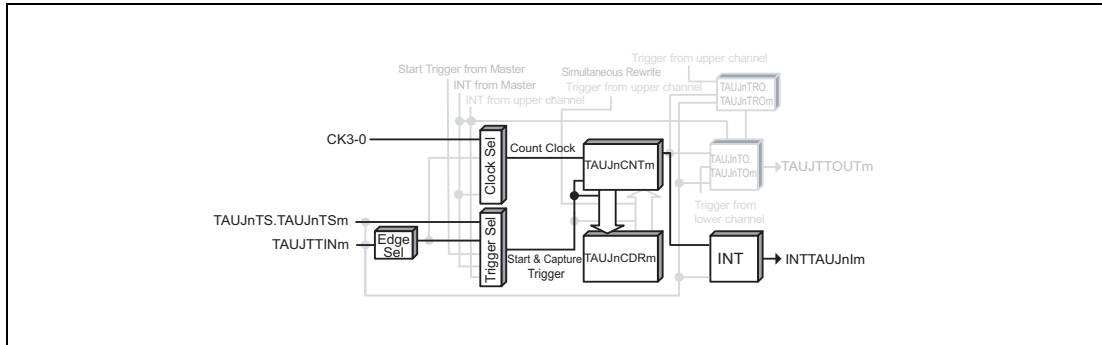 Trigger from upper channel
Start Trigger from Master
Simultaneous Rewrite
INT from Master
Trigger from upper channel
INT from upper channel
TAUJnTRO.
TAUJnTROm
CK3-0
Clock Sel
Count Clock
TAUJnCNTm
TAUJnTO.
TAUJnTOm
TAUJTTOUTm
Trigger from
lower channel
TAUJnTS.TAUJnTSm
TAUJTTINm
Edge
Sel
Trigger Sel
Start & Capture
Trigger
TAUJnCDRm
INT
INTTAUJnIm